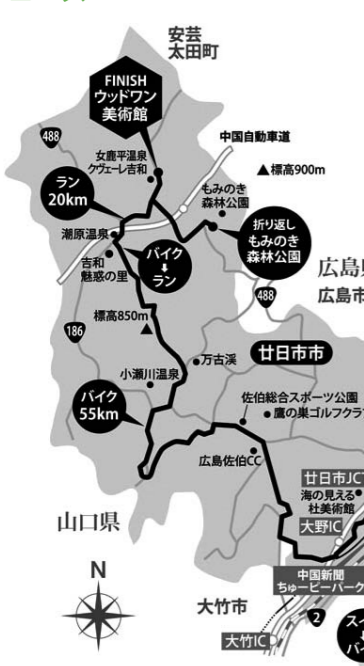 安芸
太田町
FINISH
ウッドワン
美術館
488
中国自動車道
女鹿平温泉
クヴェーレ吉和
▲標高900m
ラン
20km
もみのき
森林公園
潮原温泉
折り返し
もみのき
森林公園
吉和
魅惑の里
バイク
ラン
広島県
広島市
488
標高850m
186
廿日市市
万古渓
小瀬川温泉
バイク
55km
佐伯総合スポーツ公園
鷹の巣ゴルフクラブ
広島佐伯CC
廿日市JCT
海の見える
杜美術館
大野IC
山口県
N
中国新聞
ちゅーピーパーク
大竹市
2
大竹IC